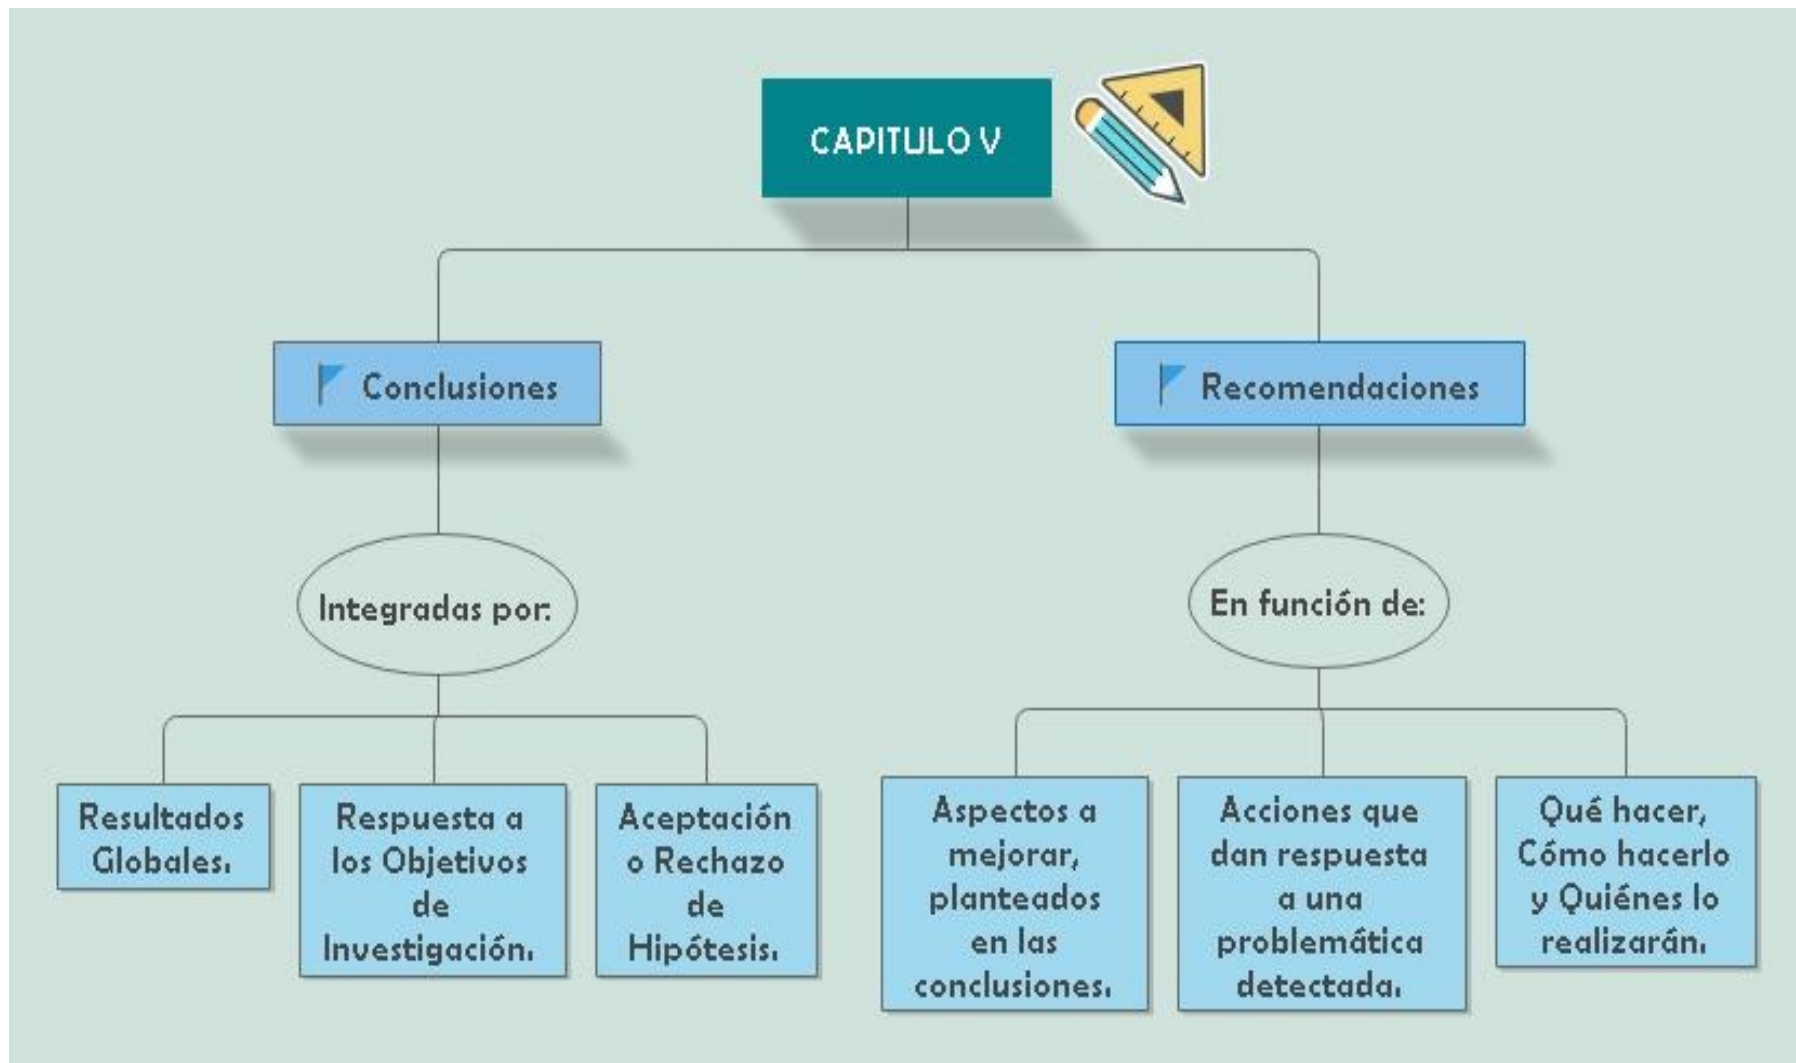 CAPITULO V
Conclusiones
Recomendaciones
Integradas por:
En función de:
Resultados
Globales.
Respuesta a
los Objetivos
de
Investigación.
Aceptación
o Rechazo
de
Hipótesis.
Aspectos a
mejorar,
planteados
en las
conclusiones.
Acciones que
dan respuesta
a una
problemática
detectada.
Qué hacer,
Cómo hacerlo
y Quiénes lo
realizarán.